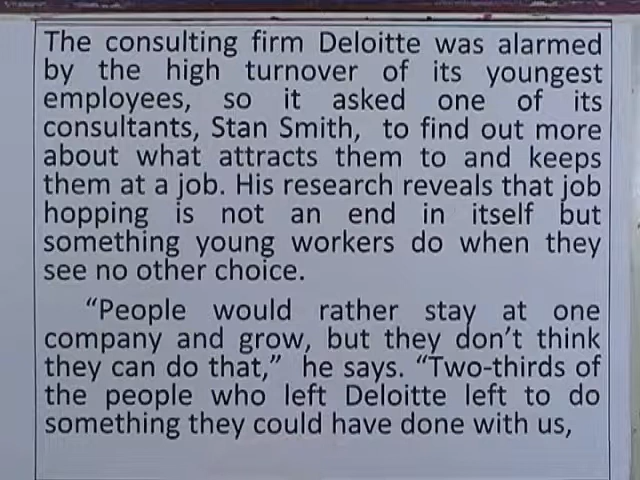 The consulting firm Deloitte was alarmed
by the high turnover of its youngest
employees, so it asked one of its
consultants, Stan Smith, to find out more
about what attracts them to and keeps
them at a job. His research reveals that job
hopping is not an end in itself but
something young workers do when they
see no other choice.
“People would rather stay at one
company and grow, but they don’t think
they can do that,” he says. “Two-thirds of
the people who left Deloitte left to do
something they could have done with us,